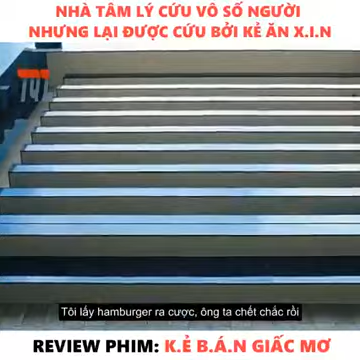 NHÀ TÂM LÝ CỨU VÔ SỐ NGƯỜI
NHƯNG LẠI ĐƯỢC CỨU BỞI KẺ ĂN X.I.N
Tôi lấy hamburger ra cược, ông ta chết chắc rồi
REVIEW PHIM: K.Ẻ B.Á.N GIẤC MƠ